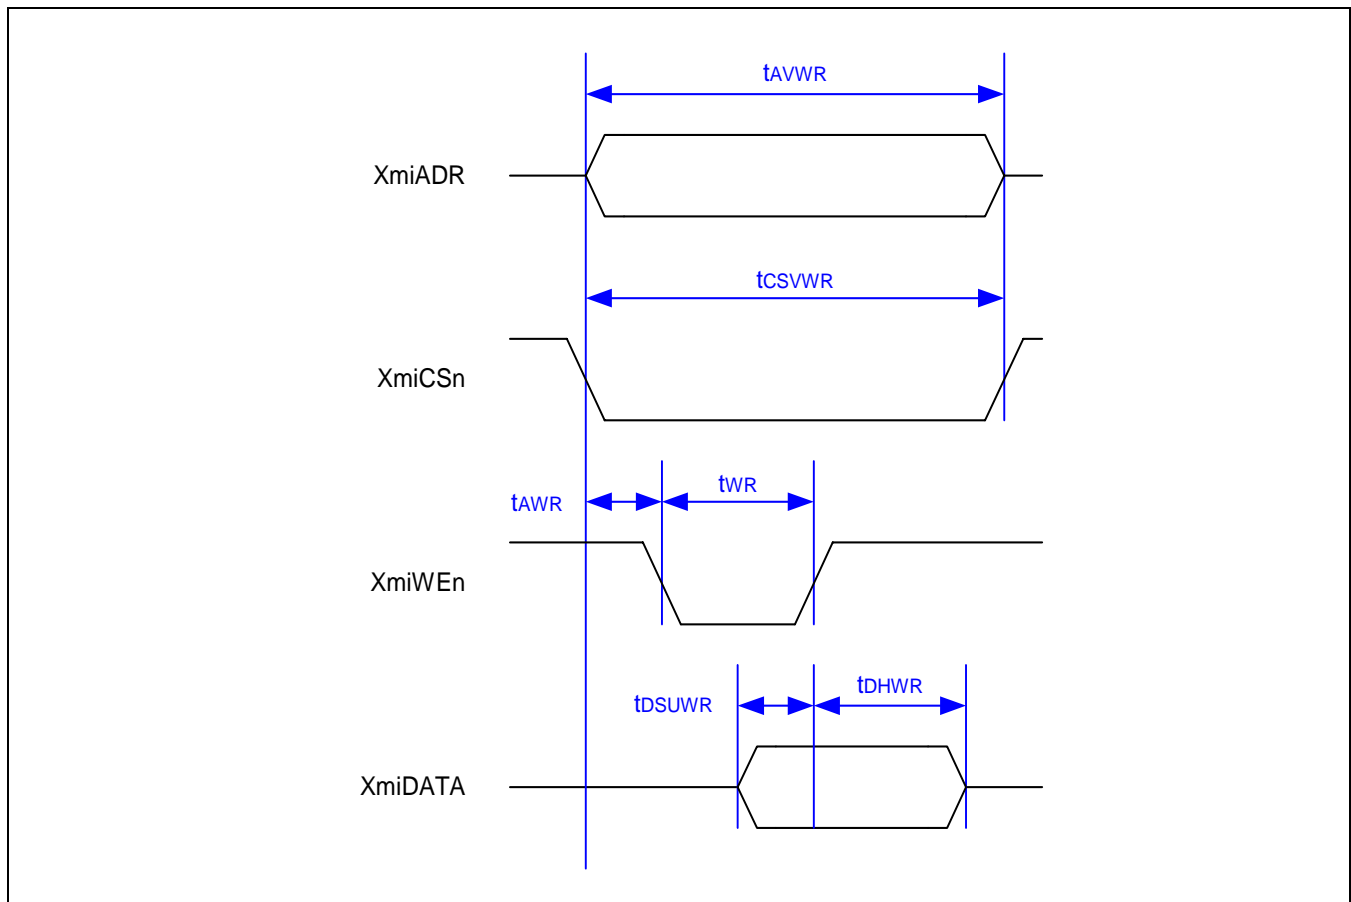 tAVWR
XmiADR
tCSVWR
XmiCSn
tAWR
tWR
XmiWEn
tDSUWR
tDHWR
XmiDATA